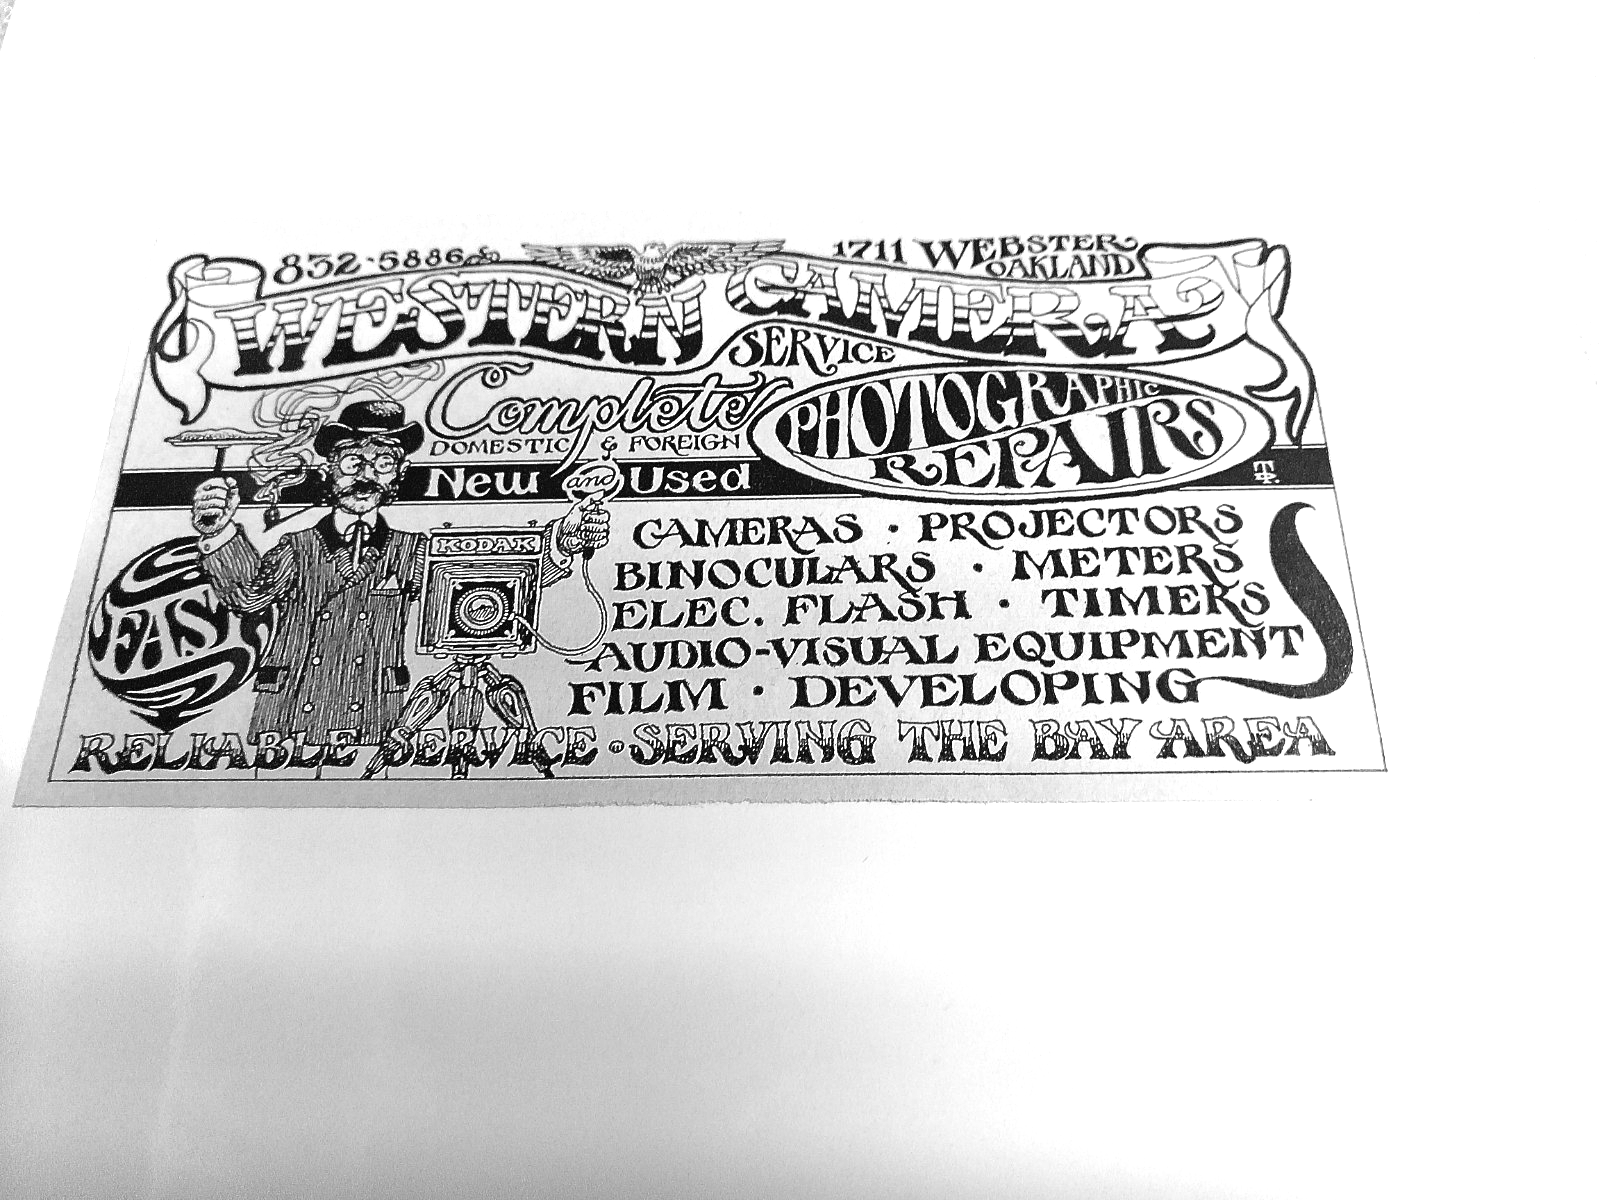 832-5886
1711 WEBSTER
OAKLAND
WESTERN CAMERA
SERVICE
Complete
DOMESTIC & FOREIGN
PHOTOGRAPHIC
REPAIRS
New and Used
KODAK
FAST
CAMERAS · PROJECTORS
BINOCULARS · METERS
ELEC. FLASH · TIMERS
AUDIO-VISUAL EQUIPMENT
FILM · DEVELOPING
RELIABLE SERVICE · SERVING THE BAY AREA